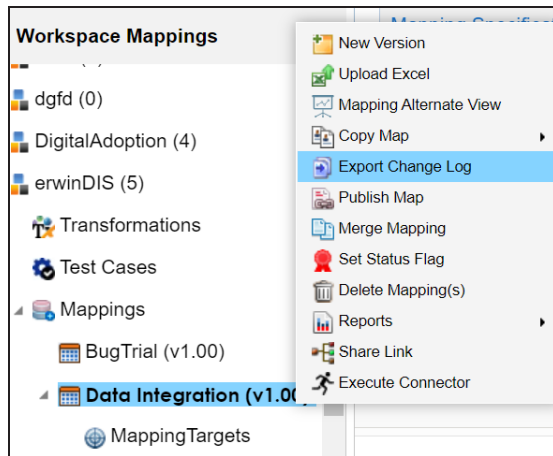 Workspace Mappings
dgfd (0)
DigitalAdoption (4)
erwinDIS (5)
Transformations
Test Cases
Mappings
BugTrial (v1.00)
Data Integration (v1.00)
MappingTargets
Mapping
New Version
Upload Excel
Mapping Alternate View
Copy Map
Export Change Log
Publish Map
Merge Mapping
Set Status Flag
Delete Mapping(s)
Reports
Share Link
Execute Connector